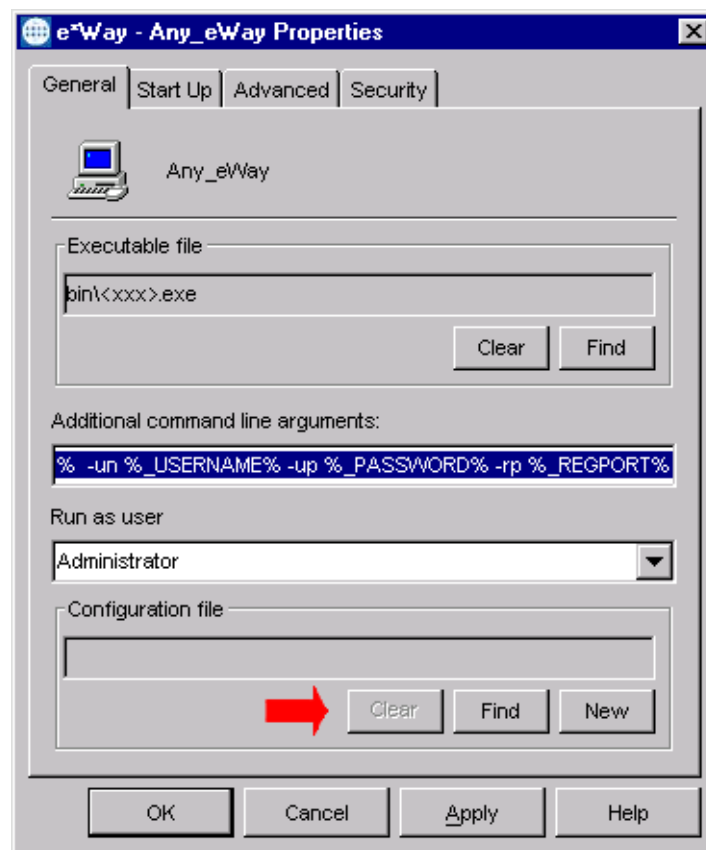 e*Way - Any_eWay Properties
General Start Up Advanced Security
Any_eWay
Executable file
bin\<xxx>.exe
Clear Find
Additional command line arguments:
% -un %_USERNAME% -up %_PASSWORD% -rp %_REGPORT%
Run as user
Administrator
Configuration file
Clear Find New
OK Cancel Apply Help